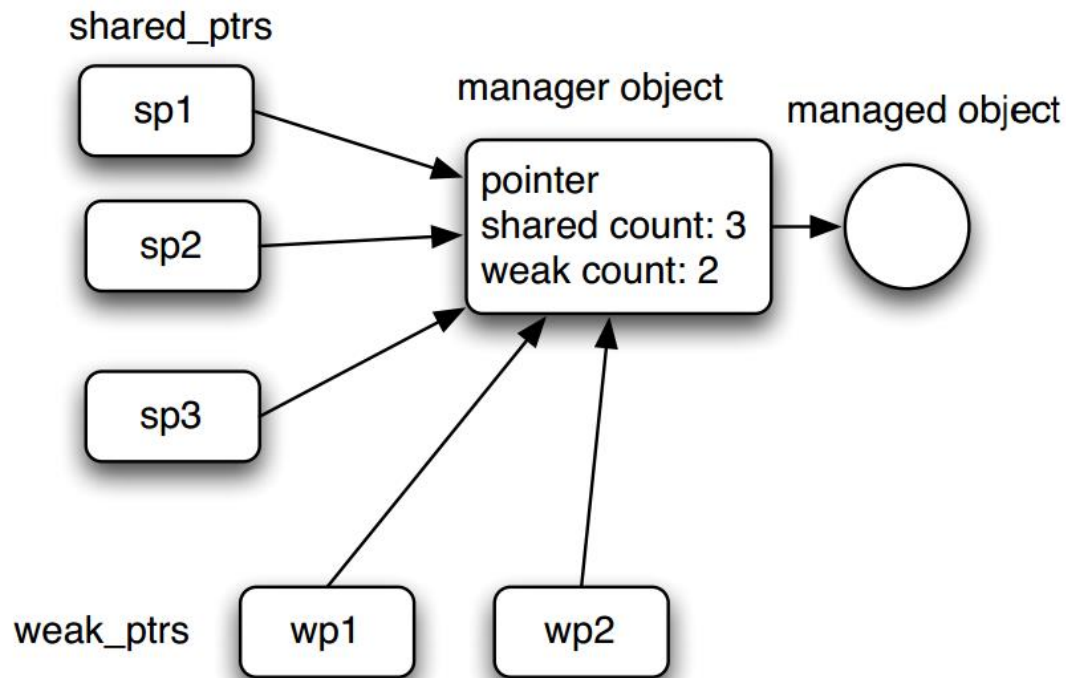 shared_ptrs
sp1
manager object
managed object
pointer
shared count: 3
weak count: 2
sp2
sp3
weak_ptrs
wp1
wp2